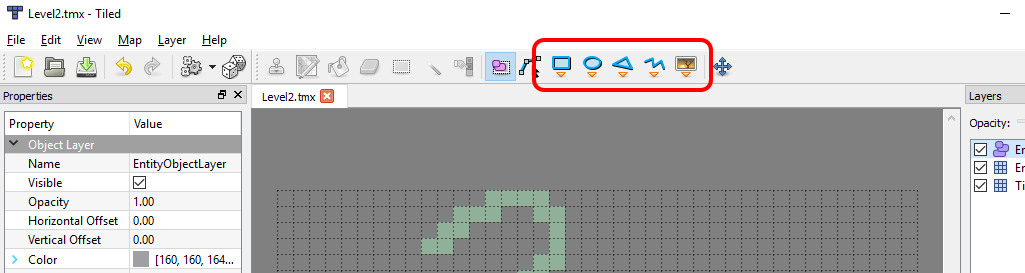 Level2.tmx - Tiled
File Edit View Map Layer Help
Properties
Level2.tmx
Layers
Property Value
Opacity:
Object Layer
Name EntityObjectLayer
En
Visible
En
Opacity 1.00
Ti
Horizontal Offset 0.00
Vertical Offset 0.00
Color [160, 160, 164...